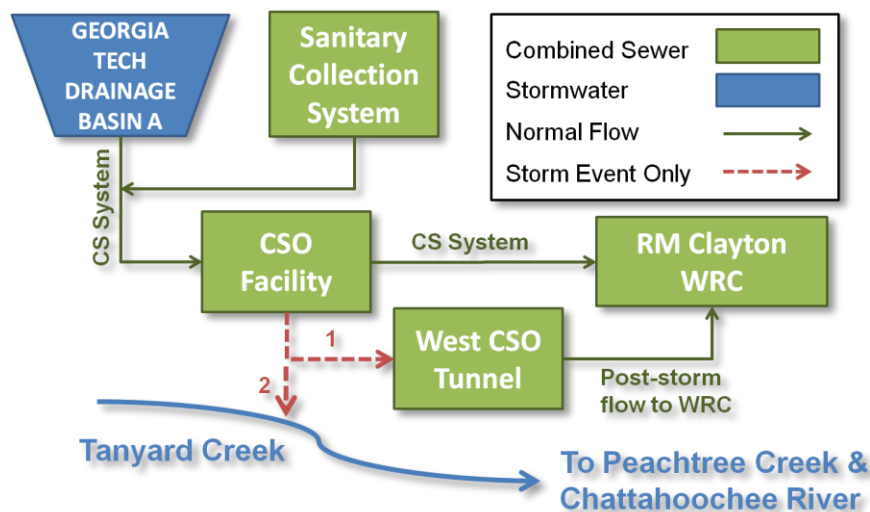 GEORGIA
TECH
DRAINAGE
BASIN A
Sanitary
Collection
System
Combined Sewer
Stormwater
Normal Flow
Storm Event Only
CS System
CSO
Facility
CS System
RM Clayton
WRC
1
2
West CSO
Tunnel
Post-storm
flow to WRC
Tanyard Creek
To Peachtree Creek &
Chattahoochee River